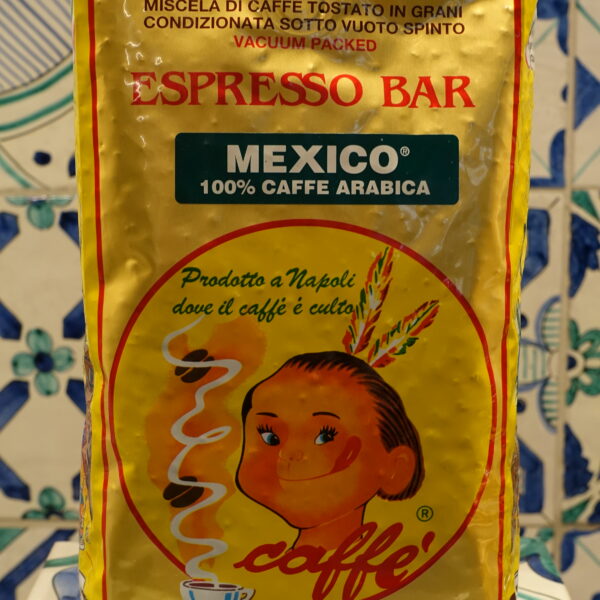 MISCELA DI CAFFE TOSTATO IN GRANI
CONDIZIONATA SOTTO VUOTO SPINTO
VACUUM PACKED
ESPRESSO BAR
MEXICO®
100% CAFFE ARABICA
Prodotto a Napoli
dove il caffé é culto
®
caffe'